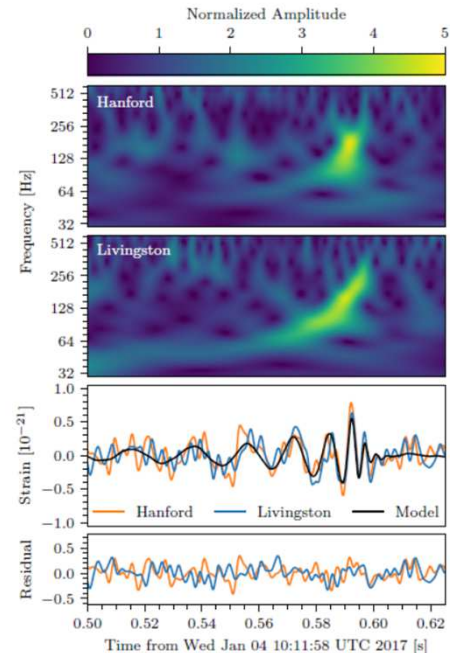 Normalized Amplitude
0 1 2 3 4 5
Hanford
512
256
128
64
32
Frequency [Hz]
Livingston
512
256
128
64
32
1.0
0.5
0.0
−0.5
−1.0
Strain [10−21]
Hanford Livingston Model
0.5
0.0
−0.5
Residual
0.50 0.52 0.54 0.56 0.58 0.60 0.62
Time from Wed Jan 04 10:11:58 UTC 2017 [s]